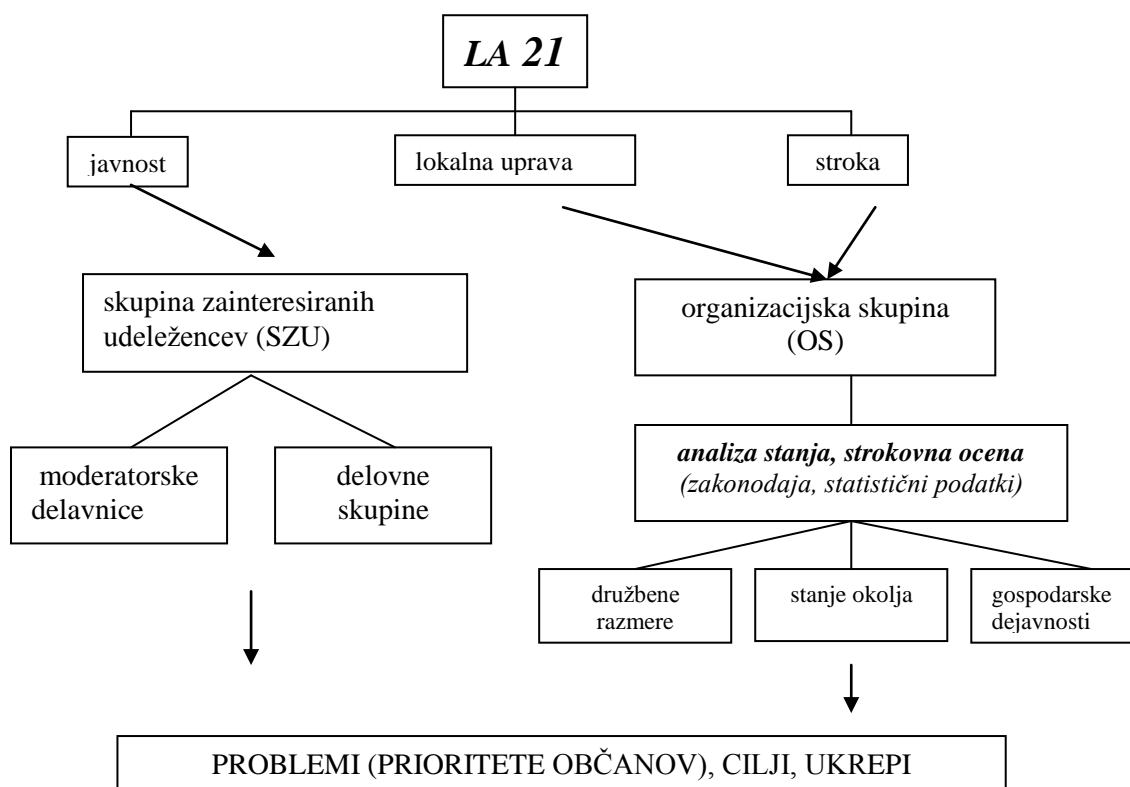 LA 21
javnost
lokalna uprava
stroka
skupina zainteresiranih
udeležencev (SZU)
organizacijska skupina
(OS)
moderatorske
delavnice
delovne
skupine
analiza stanja, strokovna ocena
(zakonodaja, statistični podatki)
družbene
razmere
stanje okolja
gospodarske
dejavnosti
PROBLEMI (PRIORITETE OBČANOV), CILJI, UKREPI